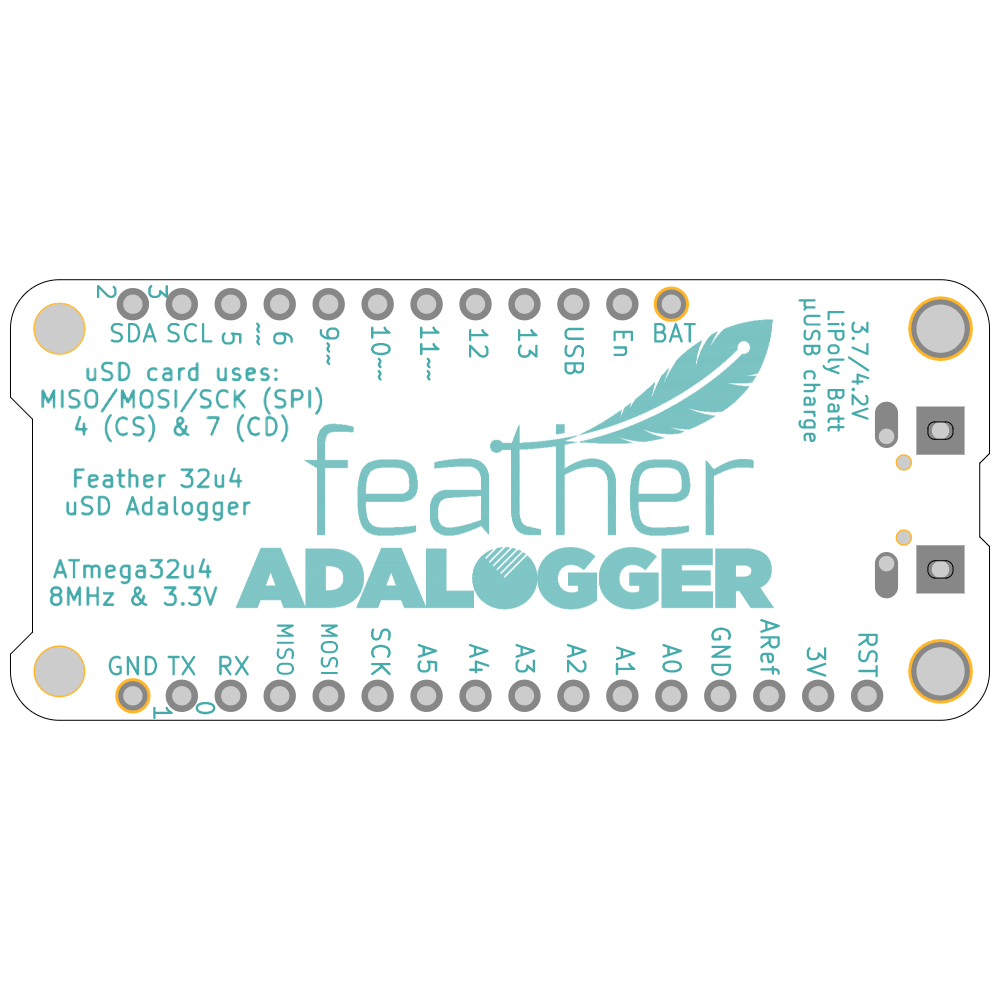 2 3
SDA SCL 5 ~ 6 9~ 10~ 11~ 12 13 USB En BAT
uSD card uses:
MISO/MOSI/SCK (SPI)
4 (CS) & 7 (CD)
3.7/4.2V
LiPoly Batt
µUSB charge
Feather 32u4
uSD Adalogger
feather
ADALOGGER
ATmega32u4
8MHz & 3.3V
GND TX RX MISO MOSI SCK A5 A4 A3 A2 A1 A0 GND ARef 3V RST
1 0